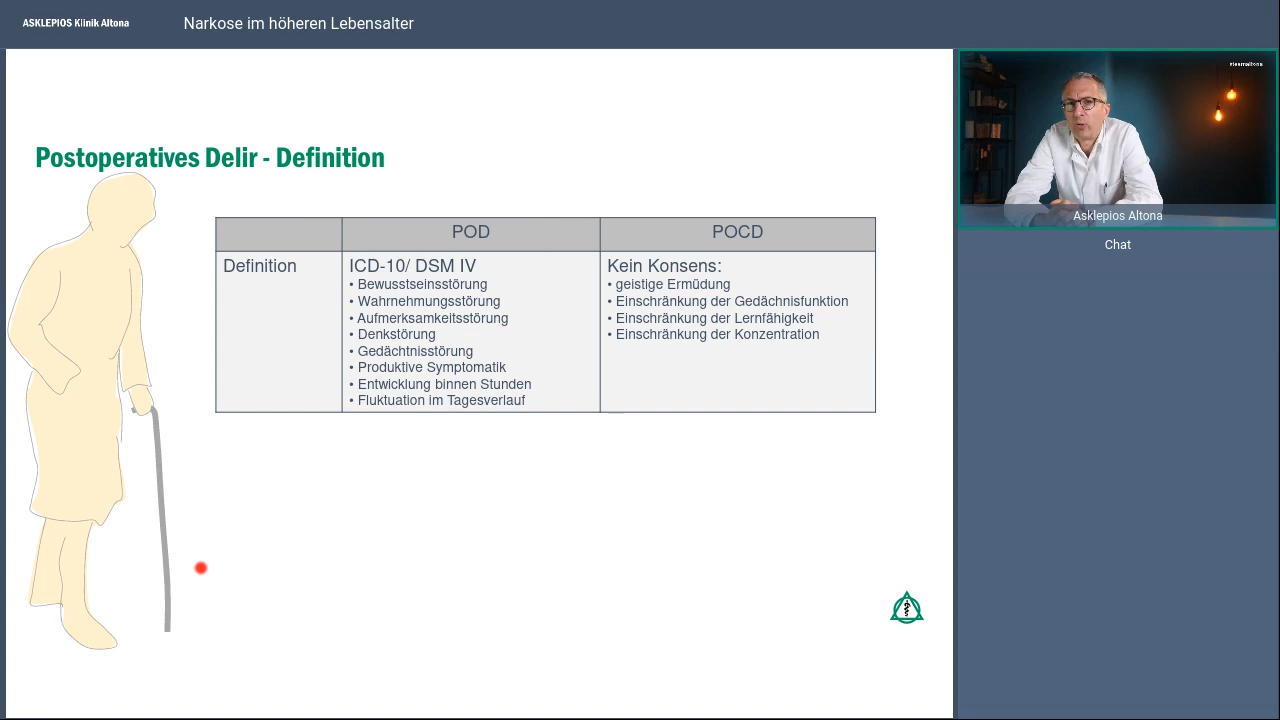 ASKLEPIOS Klinik Altona
Narkose im höheren Lebensalter
#teamaltona
Asklepios Altona
Chat
Postoperatives Delir - Definition
POD
POCD
Definition
ICD-10/ DSM IV
• Bewusstseinsstörung
• Wahrnehmungsstörung
• Aufmerksamkeitsstörung
• Denkstörung
• Gedächtnisstörung
• Produktive Symptomatik
• Entwicklung binnen Stunden
• Fluktuation im Tagesverlauf
Kein Konsens:
• geistige Ermüdung
• Einschränkung der Gedächnisfunktion
• Einschränkung der Lernfähigkeit
• Einschränkung der Konzentration